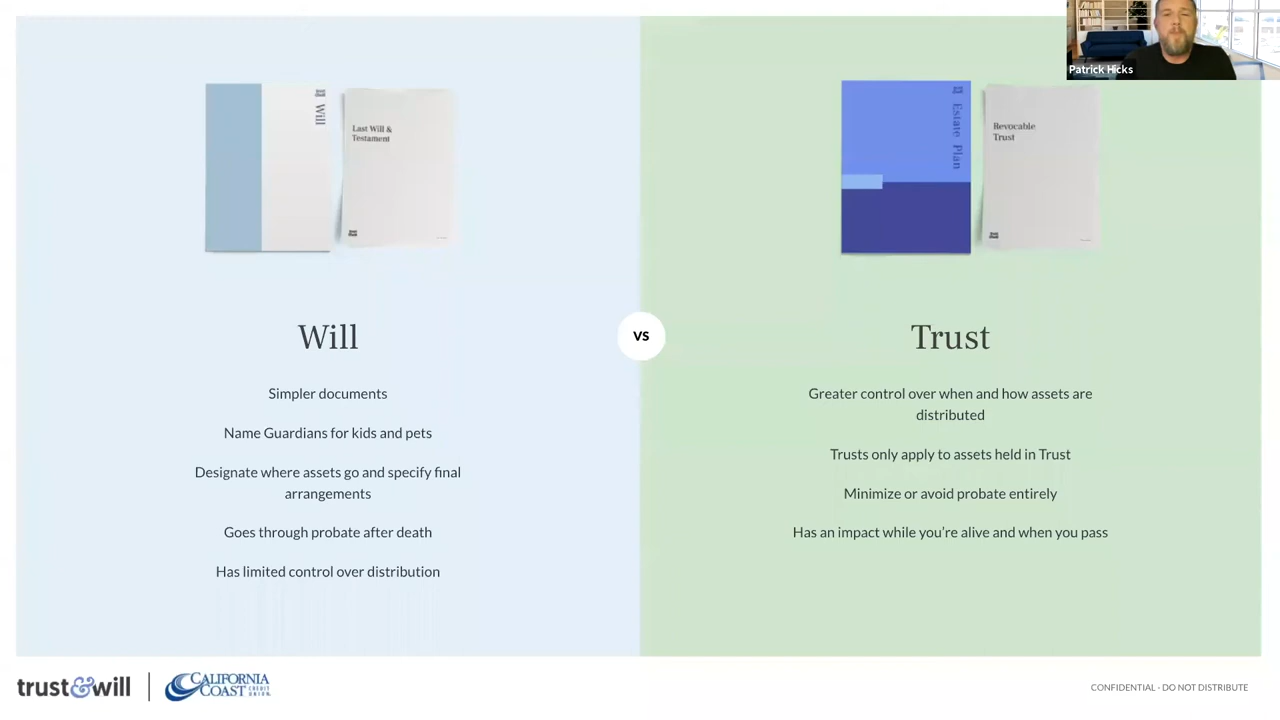 Patrick Hicks
Will
Last Will &
Testament
Estate Plan
Revocable
Trust
Will
VS
Trust
Simpler documents
Name Guardians for kids and pets
Designate where assets go and specify final
arrangements
Goes through probate after death
Has limited control over distribution
Greater control over when and how assets are
distributed
Trusts only apply to assets held in Trust
Minimize or avoid probate entirely
Has an impact while you're alive and when you pass
trust&will
CALIFORNIA
COAST
CREDIT
UNION
CONFIDENTIAL - DO NOT DISTRIBUTE